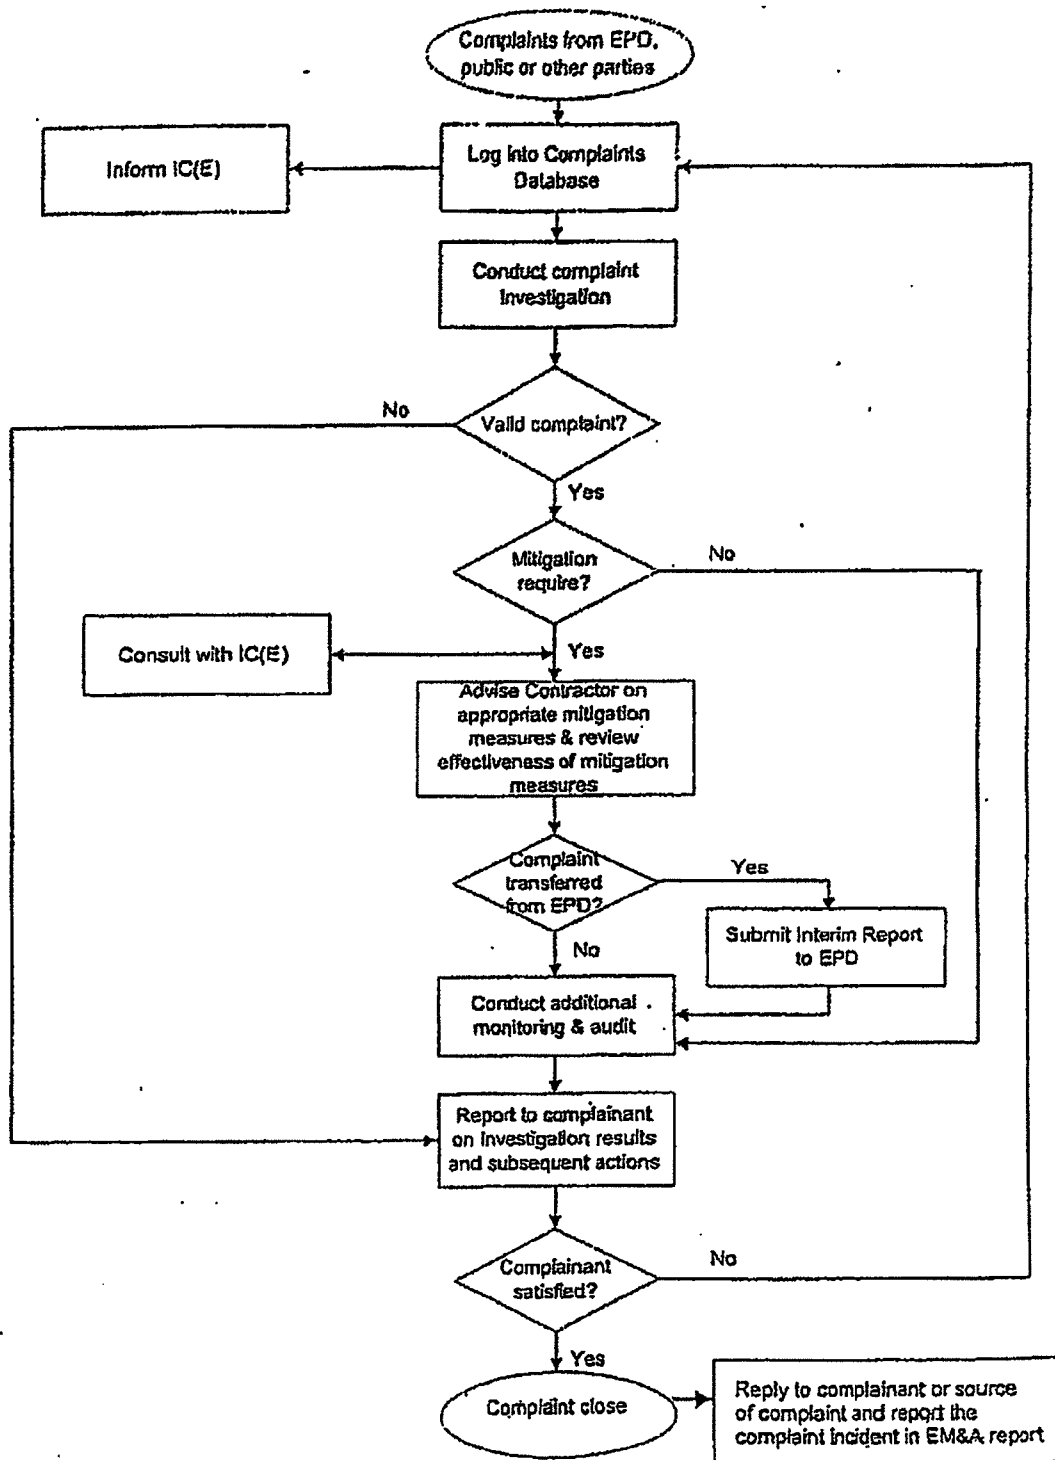 Complaints from EPD,
public or other parties
Inform IC(E)
Log into Complaints
Database
Conduct complaint
Investigation
No
Valid complaint?
Yes
Mitigation
require?
No
Consult with IC(E)
Yes
Advise Contractor on
appropriate mitigation
measures & review
effectiveness of mitigation
measures
Complaint
transferred
from EPD?
Yes
Submit Interim Report
to EPD
No
Conduct additional
monitoring & audit
Report to complainant
on investigation results
and subsequent actions
Complainant
satisfied?
No
Yes
Complaint close
Reply to complainant or source
of complaint and report the
complaint incident in EM&A report